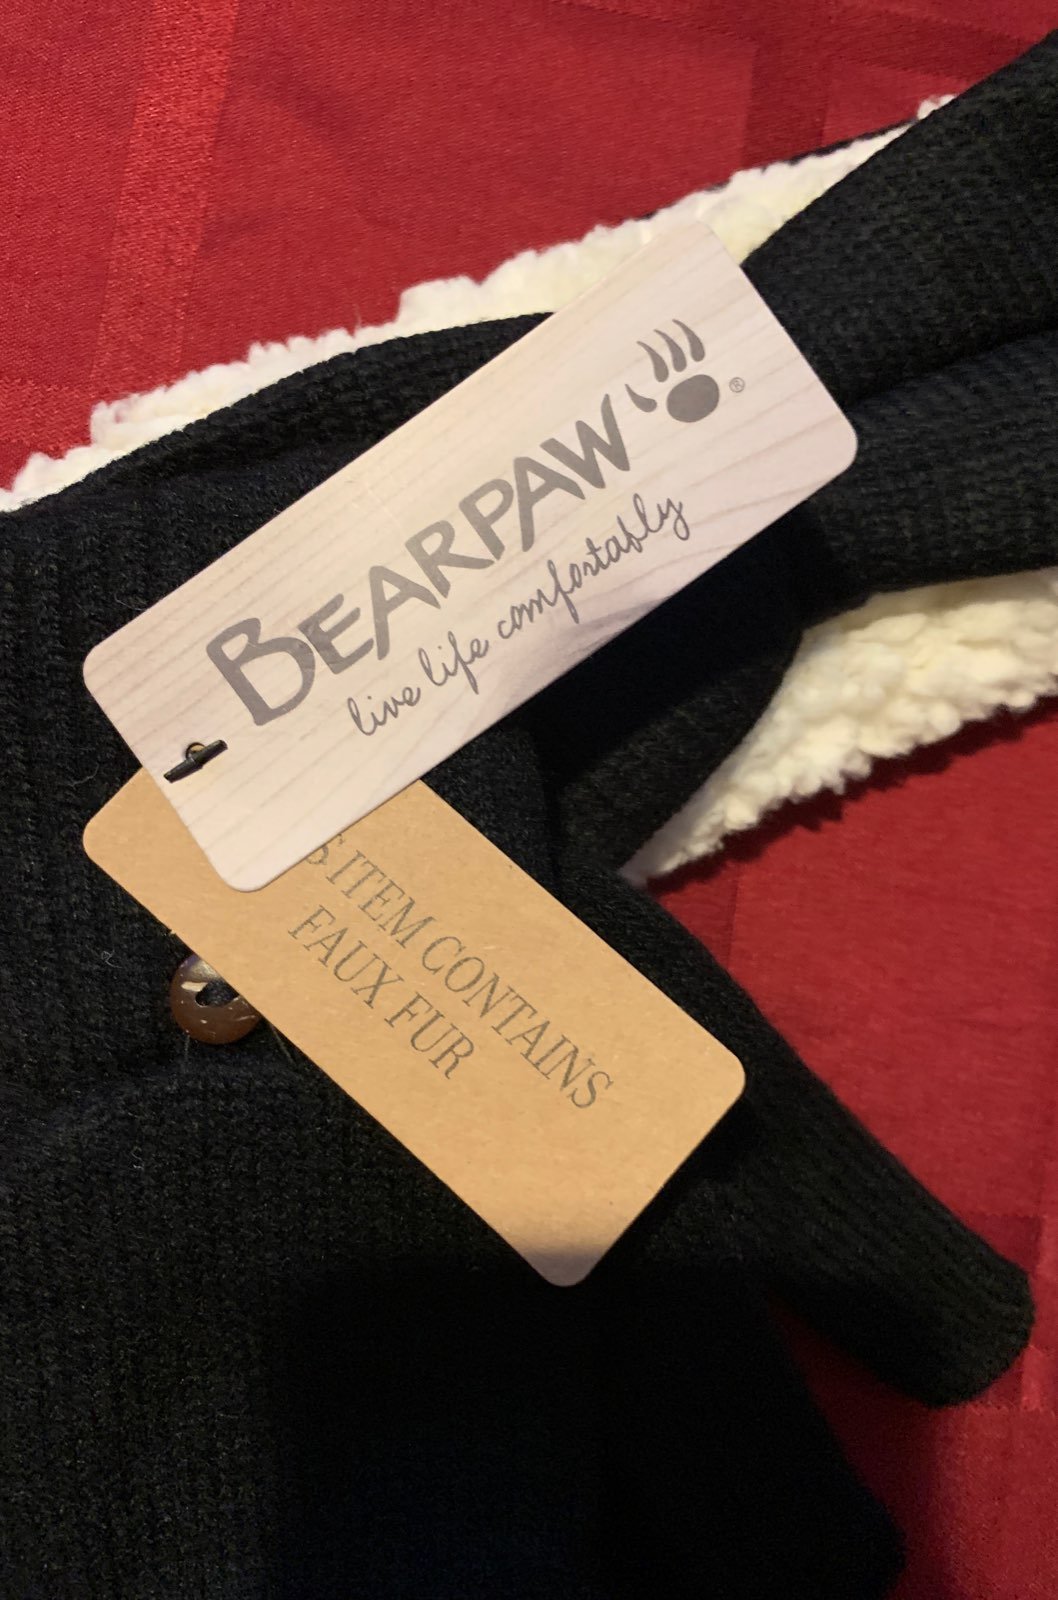 BEARPAW®
live life comfortably
S ITEM CONTAINS
FAUX FUR